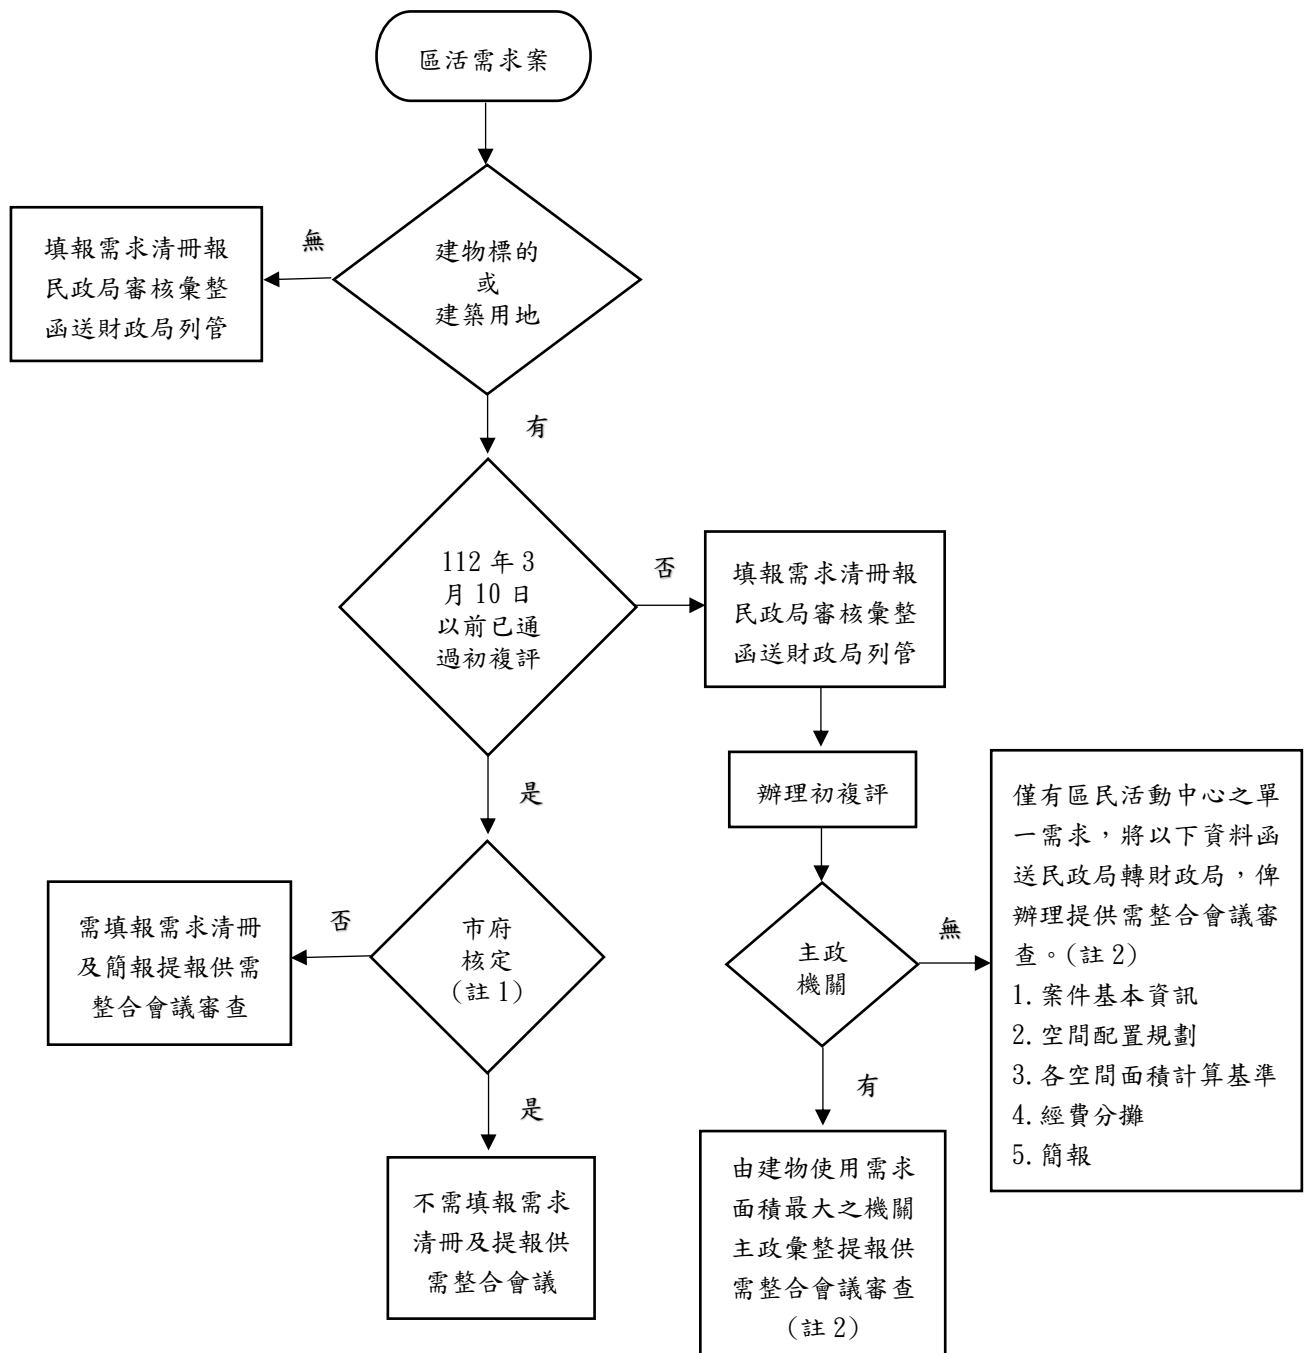 區活需求案
建物標的
或
建築用地
無
填報需求清冊報
民政局審核彙整
函送財政局列管
有
112 年 3
月 10 日
以前已通
過初複評
否
填報需求清冊報
民政局審核彙整
函送財政局列管
是
辦理初複評
市府
核定
(註 1)
否
需填報需求清冊
及簡報提報供需
整合會議審查
是
不需填報需求
清冊及提報供
需整合會議
主政
機關
無
僅有區民活動中心之單
一需求，將以下資料函
送民政局轉財政局，俾
辦理提供需整合會議審
查。(註 2)
1. 案件基本資訊
2. 空間配置規劃
3. 各空間面積計算基準
4. 經費分攤
5. 簡報
有
由建物使用需求
面積最大之機關
主政彙整提報供
需整合會議審查
(註 2)